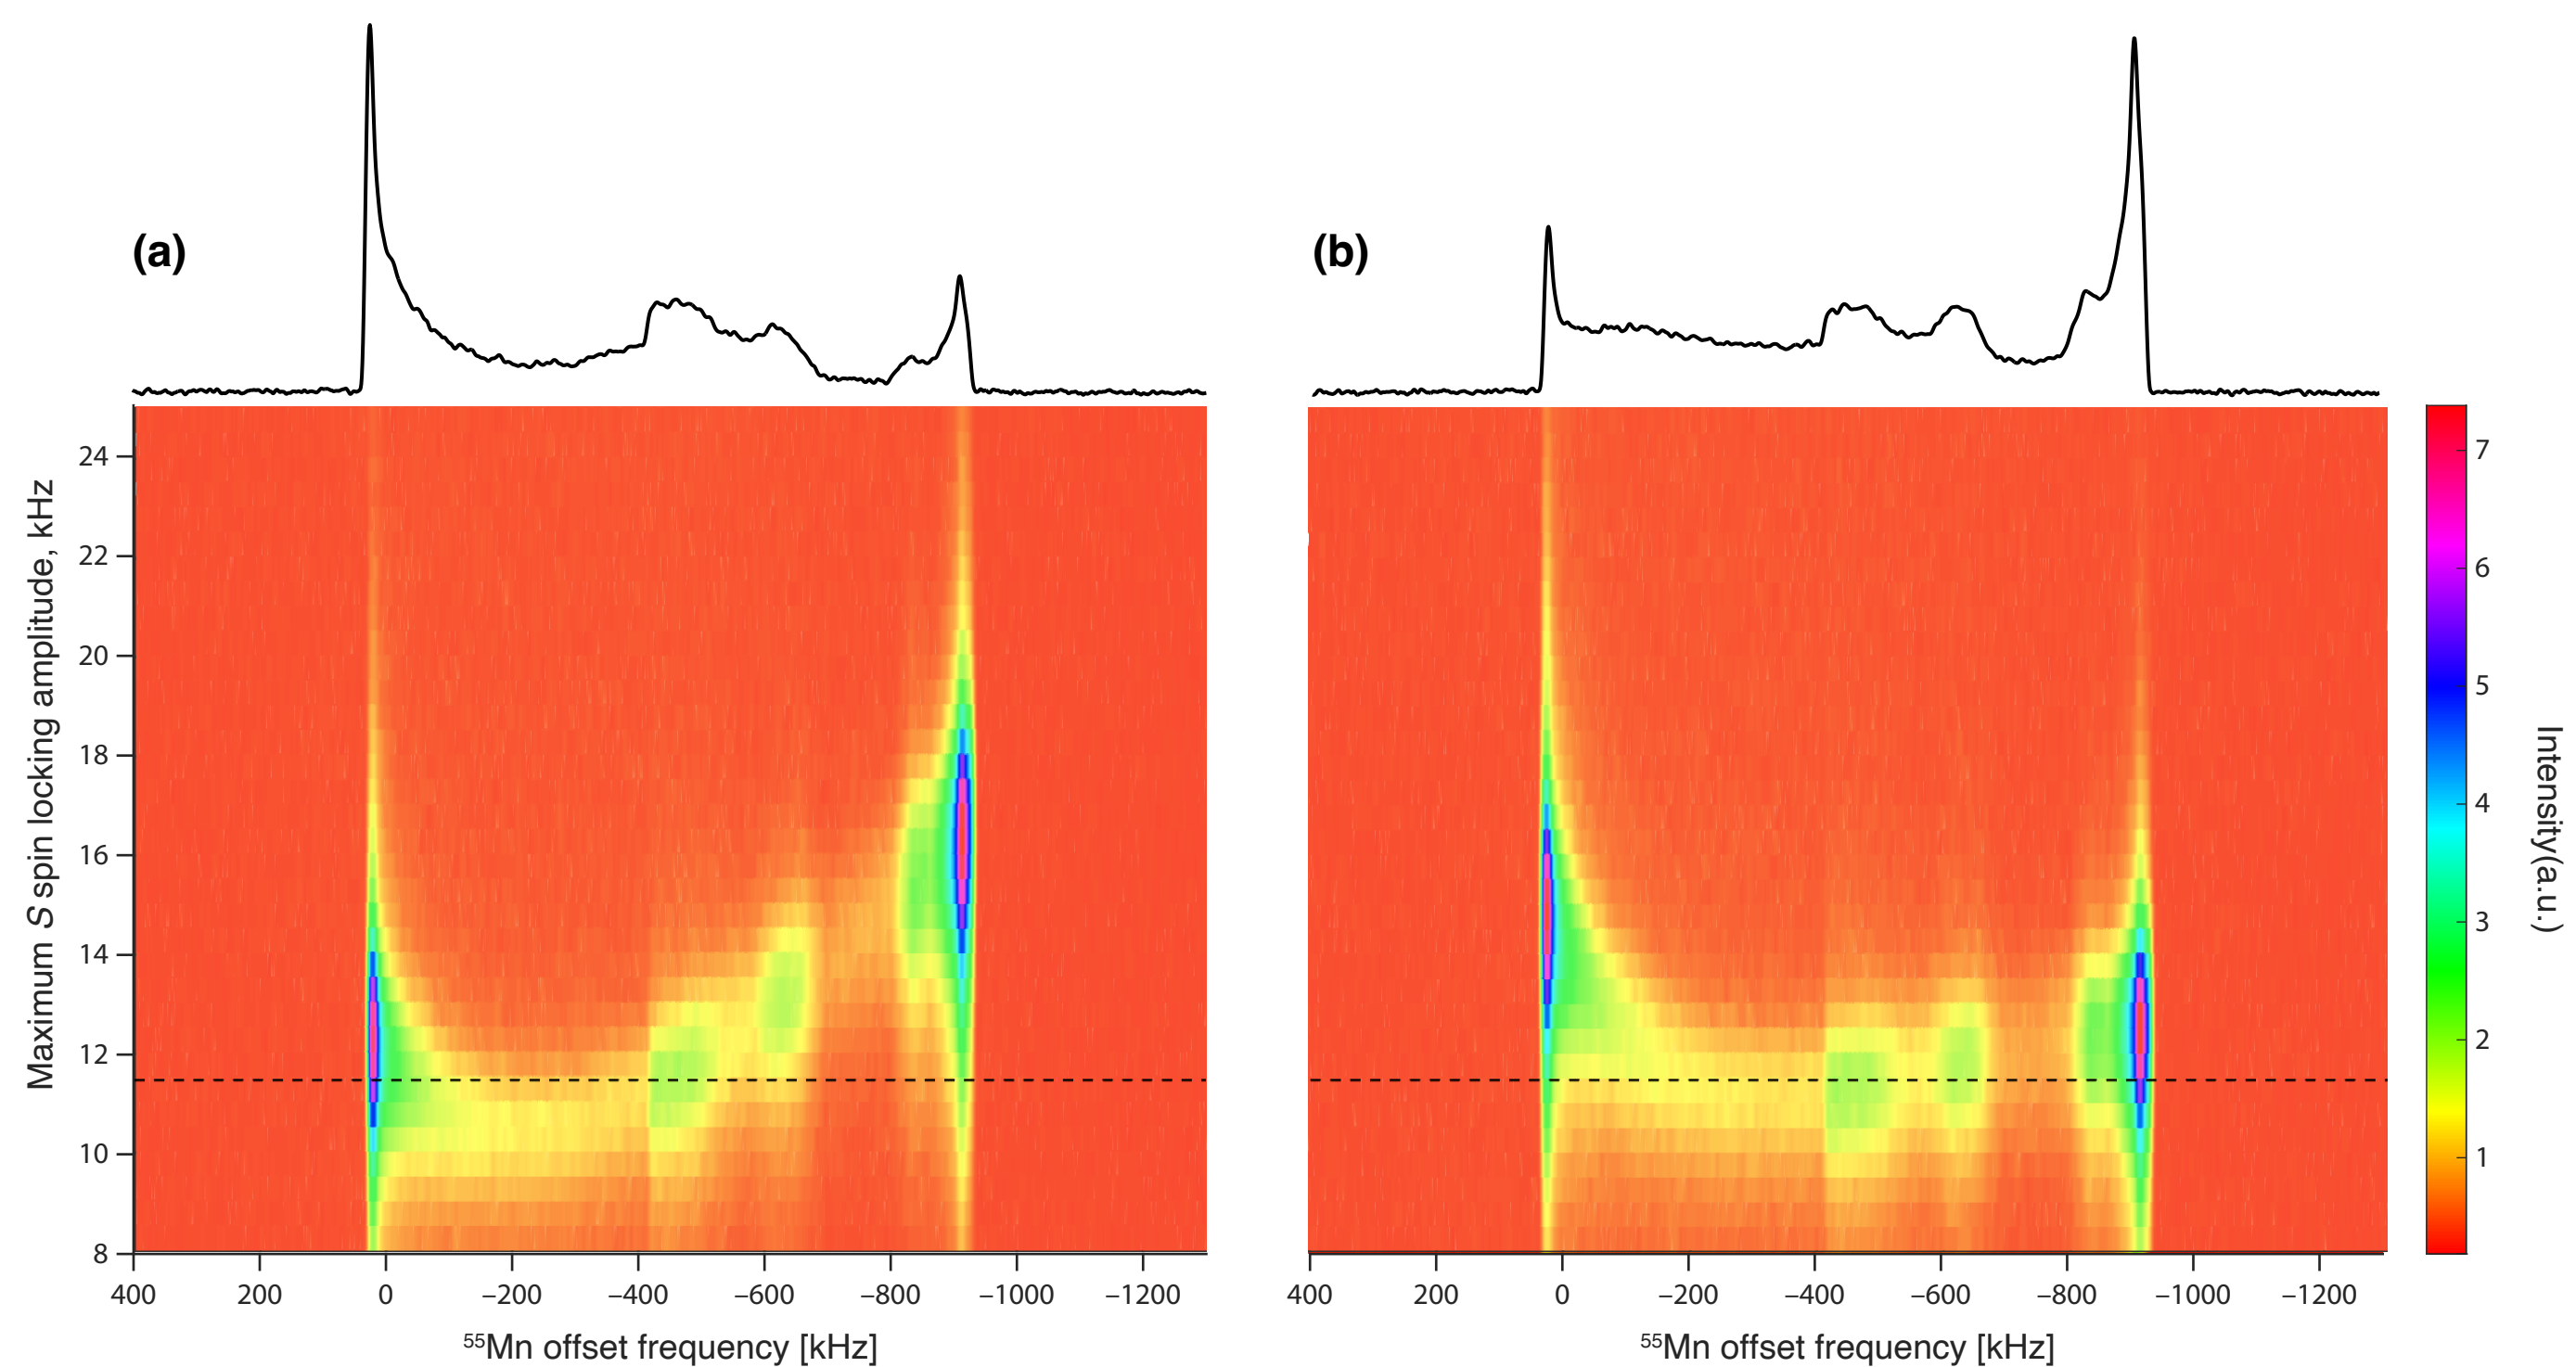 (a)
(b)
Maximum S spin locking amplitude, kHz
24
22
20
18
16
14
12
10
8
400 200 0 –200 –400 –600 –800 –1000 –1200
55Mn offset frequency [kHz]
400 200 0 –200 –400 –600 –800 –1000 –1200
55Mn offset frequency [kHz]
7
6
5
4
3
2
1
Intensity(a.u.)